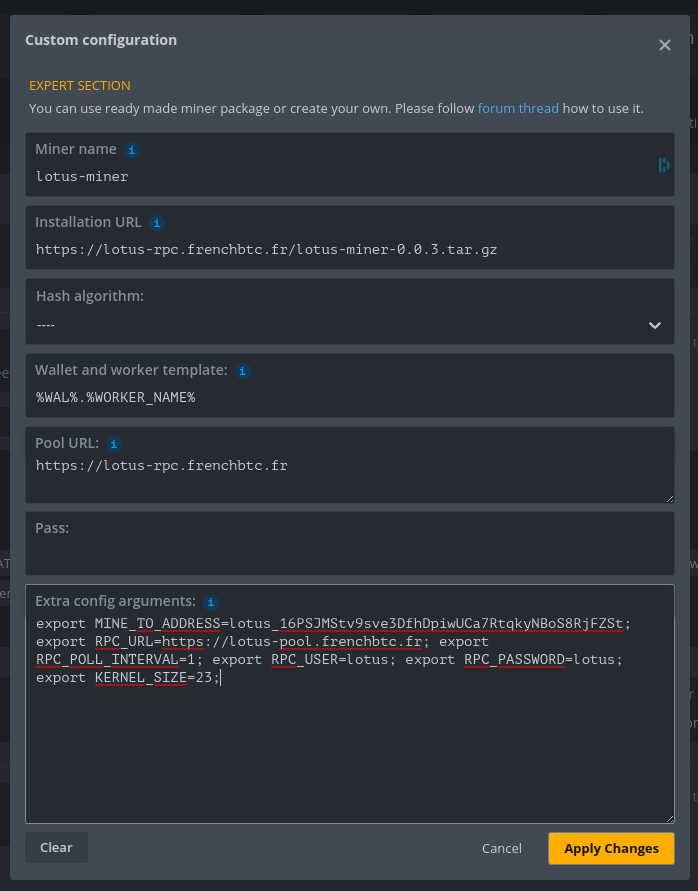 Custom configuration
EXPERT SECTION
You can use ready made miner package or create your own. Please follow forum thread how to use it.
Miner name i
lotus-miner
Installation URL i
https://lotus-rpc.frenchbtc.fr/lotus-miner-0.0.3.tar.gz
Hash algorithm:
----
Wallet and worker template: i
%WAL%.%WORKER_NAME%
Pool URL: i
https://lotus-rpc.frenchbtc.fr
Pass:
Extra config arguments: i
export MINE_TO_ADDRESS=lotus_16PSJMStv9sve3DfhDpiwUCa7RtqkyNBoS8RjFZSt;
export RPC_URL=https://lotus-pool.frenchbtc.fr; export
RPC_POLL_INTERVAL=1; export RPC_USER=lotus; export RPC_PASSWORD=lotus;
export KERNEL_SIZE=23;
Clear
Cancel
Apply Changes